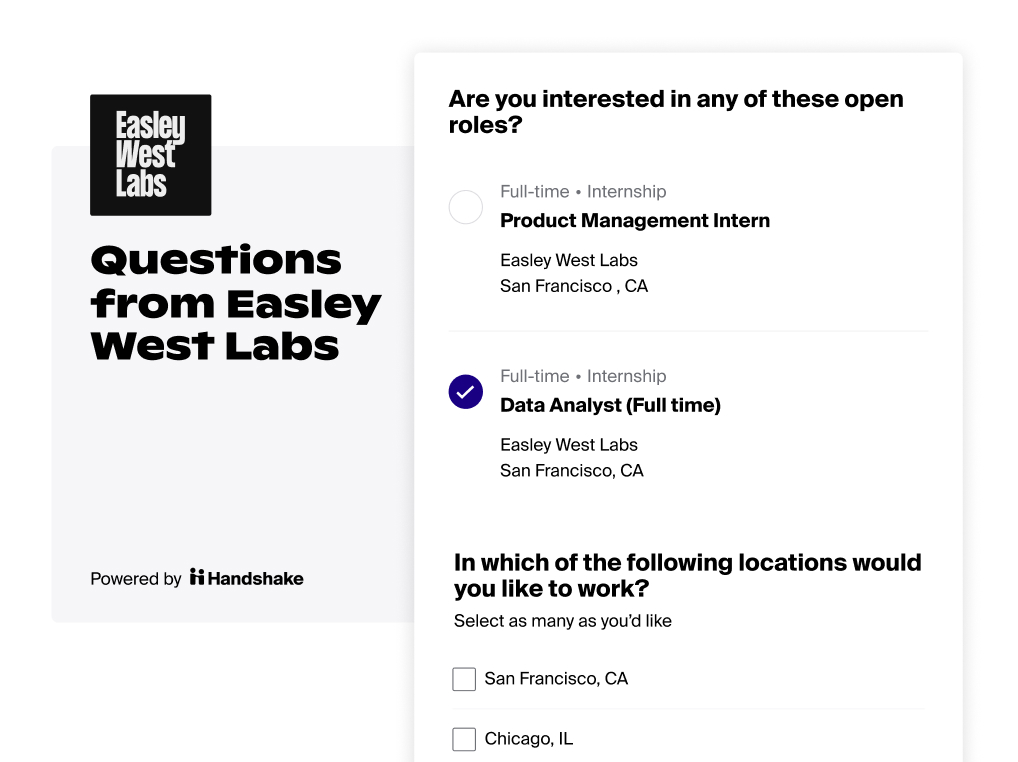 Easley
West
Labs
Questions
from Easley
West Labs
Powered by Handshake
Are you interested in any of these open
roles?
Full-time • Internship
Product Management Intern
Easley West Labs
San Francisco , CA
Full-time • Internship
Data Analyst (Full time)
Easley West Labs
San Francisco, CA
In which of the following locations would
you like to work?
Select as many as you’d like
San Francisco, CA
Chicago, IL